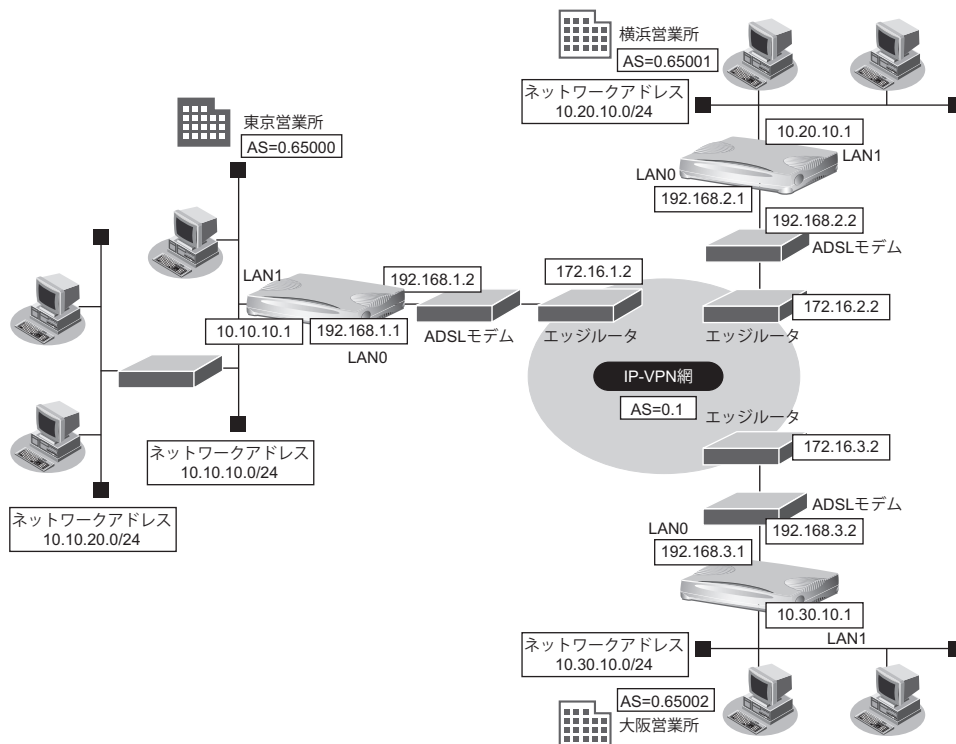 横浜営業所
AS=0.65001
ネットワークアドレス
10.20.10.0/24
東京営業所
AS=0.65000
10.20.10.1
LAN1
LAN0
192.168.2.1
192.168.2.2
ADSLモデム
LAN1
192.168.1.2
172.16.1.2
172.16.2.2
10.10.10.1
192.168.1.1
LAN0
ADSLモデム
エッジルータ
エッジルータ
IP-VPN網
AS=0.1
エッジルータ
172.16.3.2
ネットワークアドレス
10.10.10.0/24
ネットワークアドレス
10.10.20.0/24
ADSLモデム
LAN0
192.168.3.2
192.168.3.1
10.30.10.1
LAN1
ネットワークアドレス
10.30.10.0/24
AS=0.65002
大阪営業所